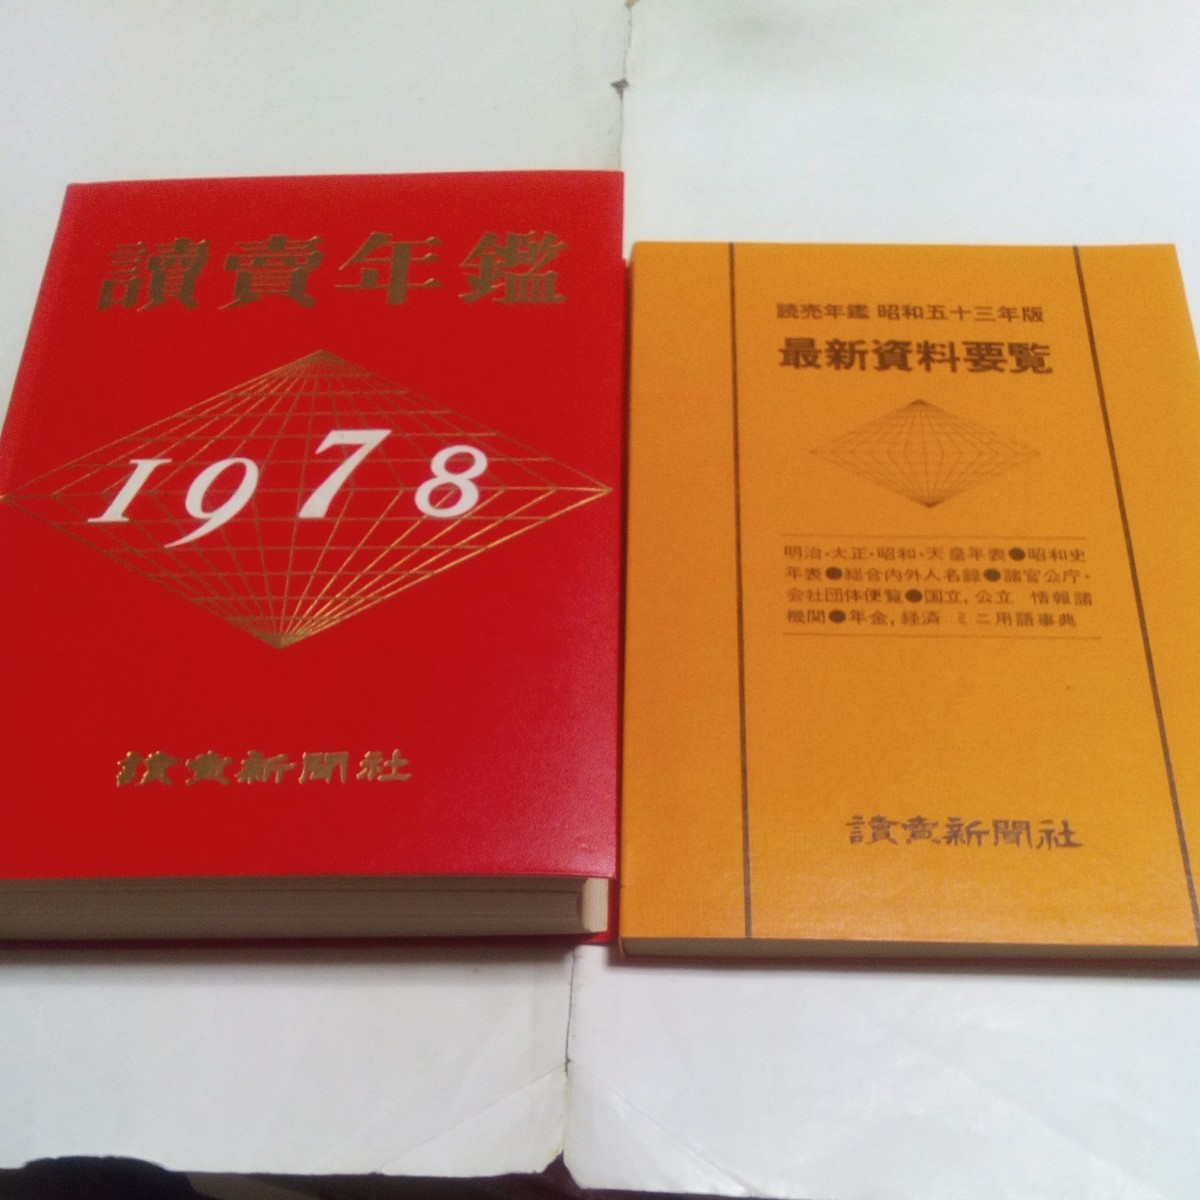 讀賣年鑑
1978
讀賣新聞社
読売年鑑 昭和五十三年版
最新資料要覧
明治・大正・昭和・天皇年表●昭和史
年表●総合内外人名録●諸官公庁・
会社団体便覧●国立, 公立 情報諸
機関●年金, 経済 ミニ用語事典
讀賣新聞社